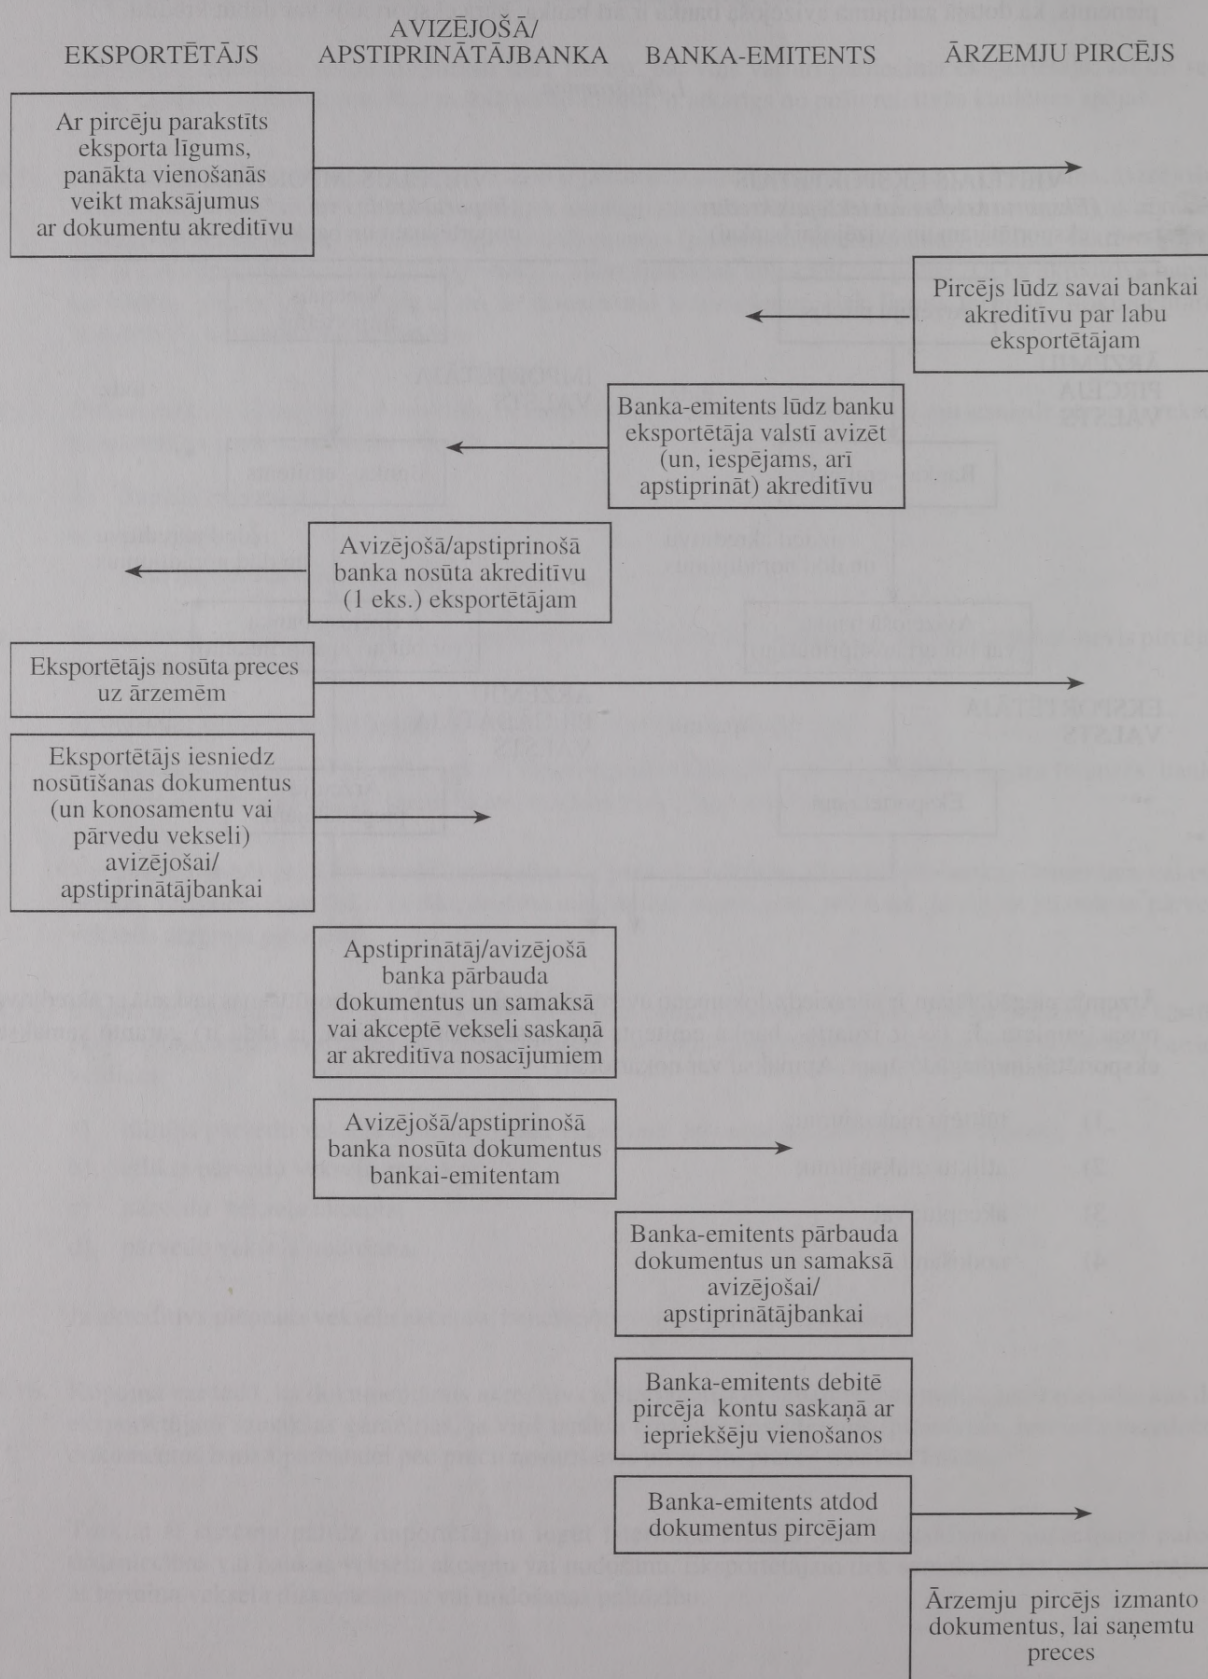 EKSPORTĒTĀJS
AVIZĒJOŠĀ/
APSTIPRINĀTĀJBANKA
BANKA-EMITENTS
ĀRZEMJU PIRCĒJS
Ar pircēju parakstīts
eksporta līgums,
panākta vienošanās
veikt maksājumus
ar dokumentu akreditīvu
Pircējs lūdz savai bankai
akreditīvu par labu
eksportētājam
Banka-emitents lūdz banku
eksportētāja valstī avizēt
(un, iespējams, arī
apstiprināt) akreditīvu
Avizējošā/apstiprinošā
banka nosūta akreditīvu
(1 eks.) eksportētājam
Eksportētājs nosūta preces
uz ārzemēm
Eksportētājs iesniedz
nosūtīšanas dokumentus
(un konosamentu vai
pārvedu vekseli)
avizējošai/
apstiprinātājbankai
Apstiprinātāj/avizējošā
banka pārbauda
dokumentus un samaksā
vai akceptē vekseli saskaņā
ar akreditīva nosacījumiem
Avizējošā/apstiprinošā
banka nosūta dokumentus
bankai-emitentam
Banka-emitents pārbauda
dokumentus un samaksā
avizējošai/
apstiprinātājbankai
Banka-emitents debitē
pircēja kontu saskaņā ar
iepriekšēju vienošanos
Banka-emitents atdod
dokumentus pircējam
Ārzemju pircējs izmanto
dokumentus, lai saņemtu
preces